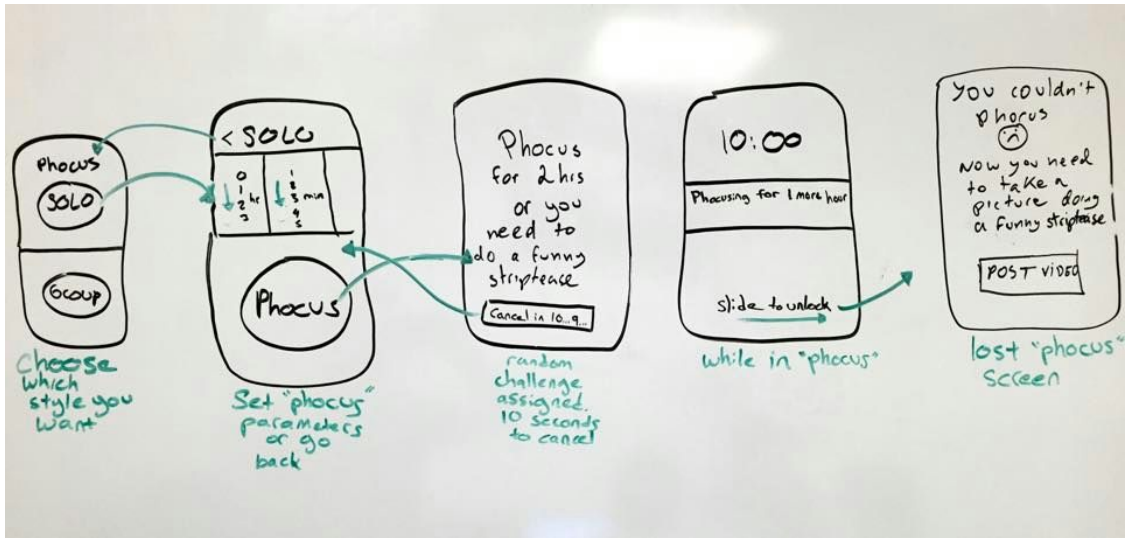 Phocus
SOLO
Group
Choose
which
style you
want
< SOLO
0
1
2 hr
3
1
2
3 min
4
5
Phocus
Set "phocus"
parameters
or go
back
Phocus
for 2hrs
or you
need to
do a funny
striptease
Cancel in 10...9...
random
challenge
assigned.
10 seconds
to cancel
10:00
Phocusing for 1 more hour
slide to unlock
while in "phocus"
You couldn't
phocus
Now you need
to take a
picture doing
a funny striptease
POST VIDEO
lost "phocus"
screen